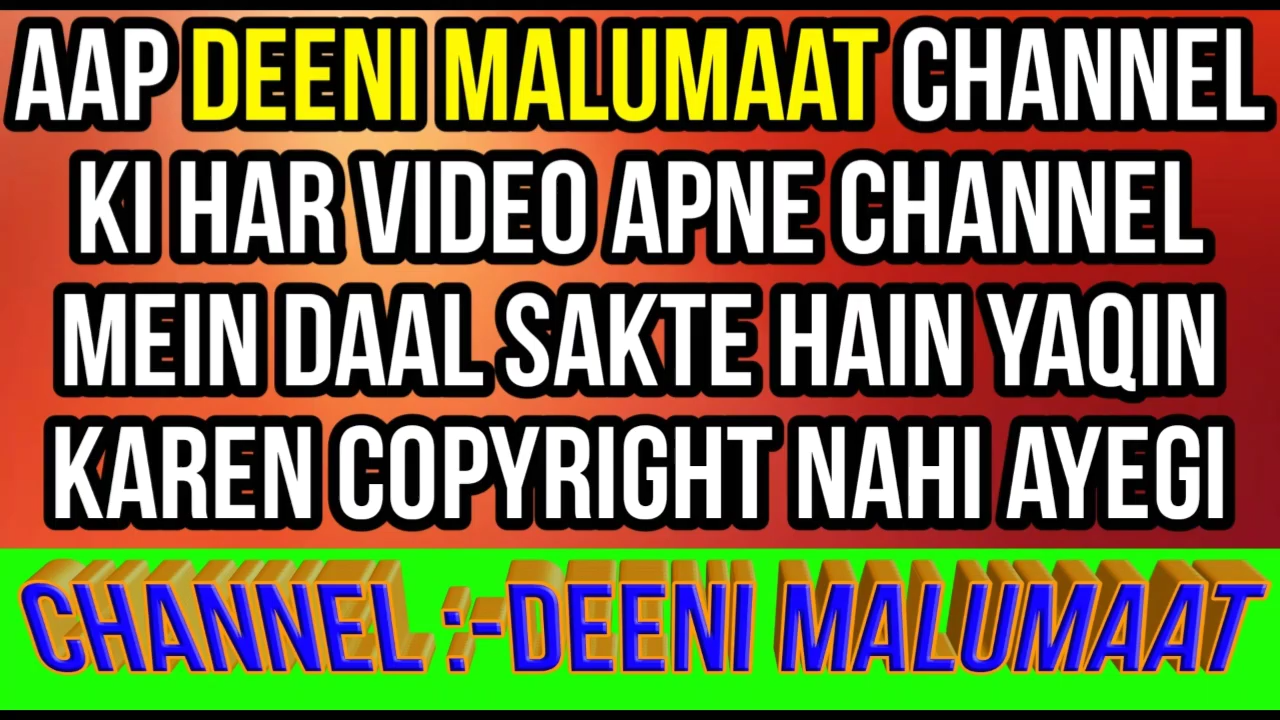 AAP DEENI MALUMAAT CHANNEL
KI HAR VIDEO APNE CHANNEL
MEIN DAAL SAKTE HAIN YAQIN
KAREN COPYRIGHT NAHI AYEGI
CHANNEL :-DEENI MALUMAAT